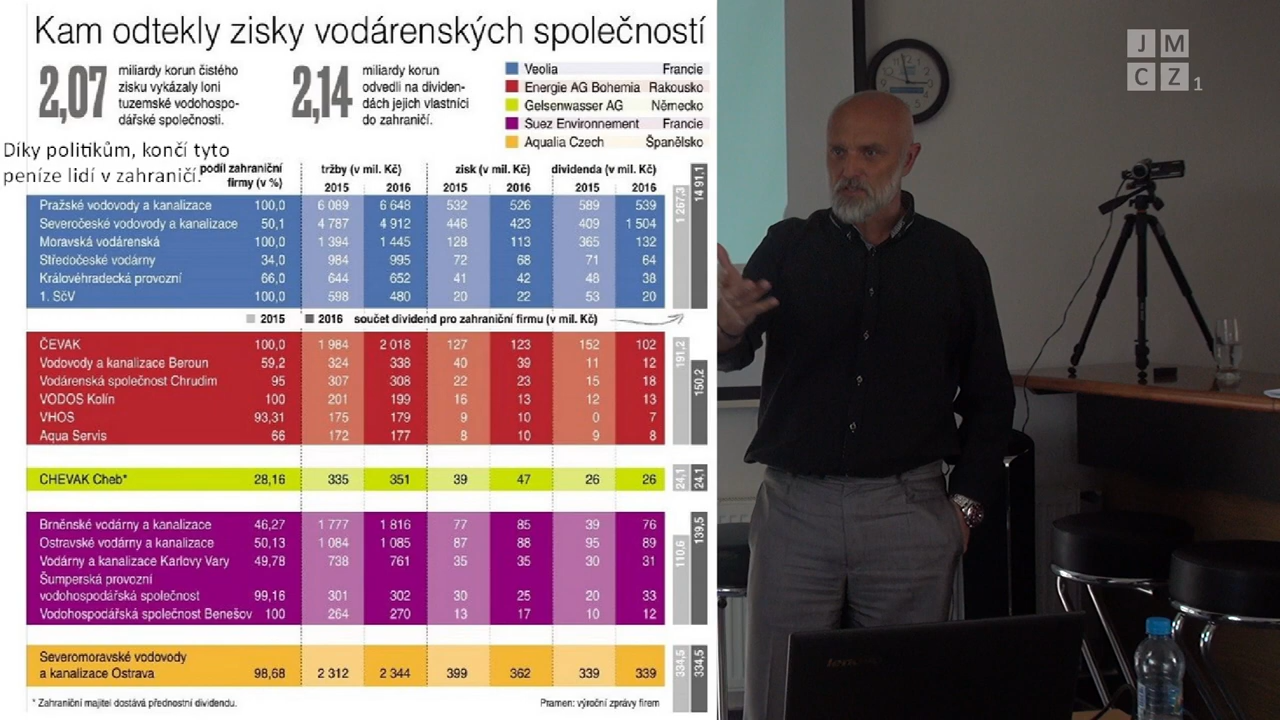 Kam odtekly zisky vodárenských společností
2,07
miliardy korun čistého
zisku vykázaly loni
tuzemské vodohospo-
dářské společnosti.
2,14
miliardy korun
odvedli na dividen-
dách jejich vlastníci
do zahraničí.
Veolia Francie
Energie AG Bohemia Rakousko
Gelsenwasser AG Německo
Suez Environnement Francie
Aqualia Czech Španělsko
Díky politikům, končí tyto
peníze lidí v zahraničí.
podíl zahraniční
firmy (v %)
tržby (v mil. Kč) zisk (v mil. Kč) dividenda (v mil. Kč)
2015 2016 2015 2016 2015 2016
Pražské vodovody a kanalizace 100,0 6 089 6 648 532 526 589 539
Severočeské vodovody a kanalizace 50,1 4 787 4 912 446 423 409 1 504
Moravská vodárenská 100,0 1 394 1 445 128 113 365 132
Středočeské vodárny 34,0 984 995 72 68 71 64
Královéhradecká provozní 66,0 644 652 41 42 48 38
1. SčV 100,0 598 480 20 22 53 20
1 267,3
14 91,1
2015 2016 součet dividend pro zahraniční firmu (v mil. Kč)
ČEVAK 100,0 1 984 2 018 127 123 152 102
Vodovody a kanalizace Beroun 59,2 324 338 40 39 11 12
Vodárenská společnost Chrudim 95 307 308 22 23 15 18
VODOS Kolín 100 201 199 16 13 12 13
VHOS 93,31 175 179 9 10 0 7
Aqua Servis 66 172 177 8 10 9 8
191,2
150,2
CHEVAK Cheb* 28,16 335 351 39 47 26 26
24,1
24,1
Brněnské vodárny a kanalizace 46,27 1 777 1 816 77 85 39 76
Ostravské vodárny a kanalizace 50,13 1 084 1 085 87 88 95 89
Vodárny a kanalizace Karlovy Vary 49,78 738 761 35 35 30 31
Šumperská provozní
vodohospodářská společnost 99,16 301 302 30 25 20 33
Vodohospodářská společnost Benešov 100 264 270 13 17 10 12
110,6
139,5
Severomoravské vodovody
a kanalizace Ostrava 98,68 2 312 2 344 399 362 339 339
334,5
334,5
* Zahraniční majitel dostává přednostní dividendu.
Pramen: výroční zprávy firem
J M
C Z 1
lenovo